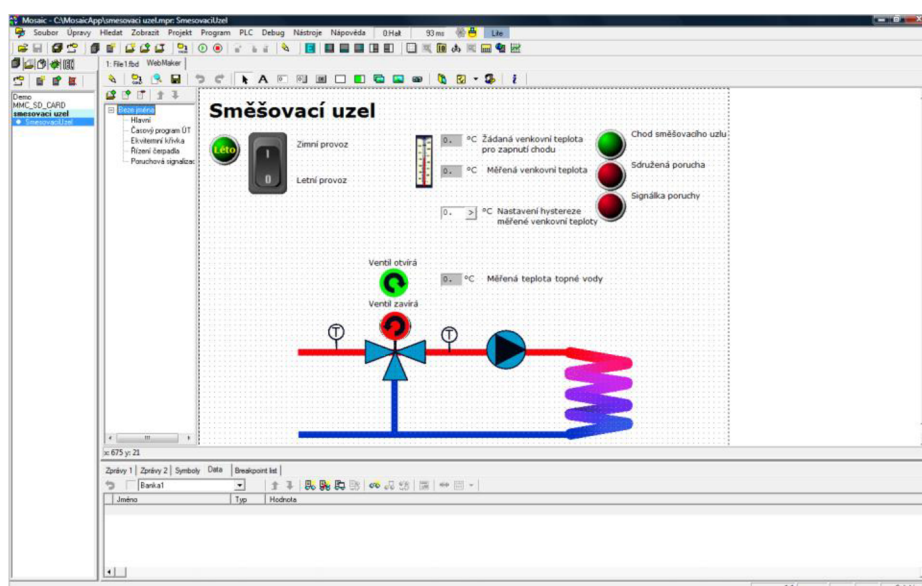 Mosaic - C:\MosaicApp\smesovaci uzel.mpr: SmesovaciUzel
Soubor Úpravy Hledat Zobrazit Projekt Program PLC Debug Nástroje Nápověda 0:Halt 93 ms Lite
1: File1.fbd WebMaker
Demo
MMC_SD_CARD
smesovaci uzel
SmesovaciUzel
Beze jména
Hlavní
Časový program ÚT
Ekvitermní křivka
Řízení čerpadla
Poruchová signalizac
Směšovací uzel
Léto
Zimní provoz
Letní provoz
I
0
0. °C Žádaná venkovní teplota
pro zapnutí chodu
0. °C Měřená venkovní teplota
0. > °C Nastavení hystereze
měřené venkovní teploty
Chod směšovacího uzlu
Sdružená porucha
Signálka poruchy
Ventil otvírá
0. °C Měřená teplota topné vody
Ventil zavírá
T
T
x: 675 y: 21
Zprávy 1 Zprávy 2 Symboly Data Breakpoint list
Banka1
Jméno Typ Hodnota